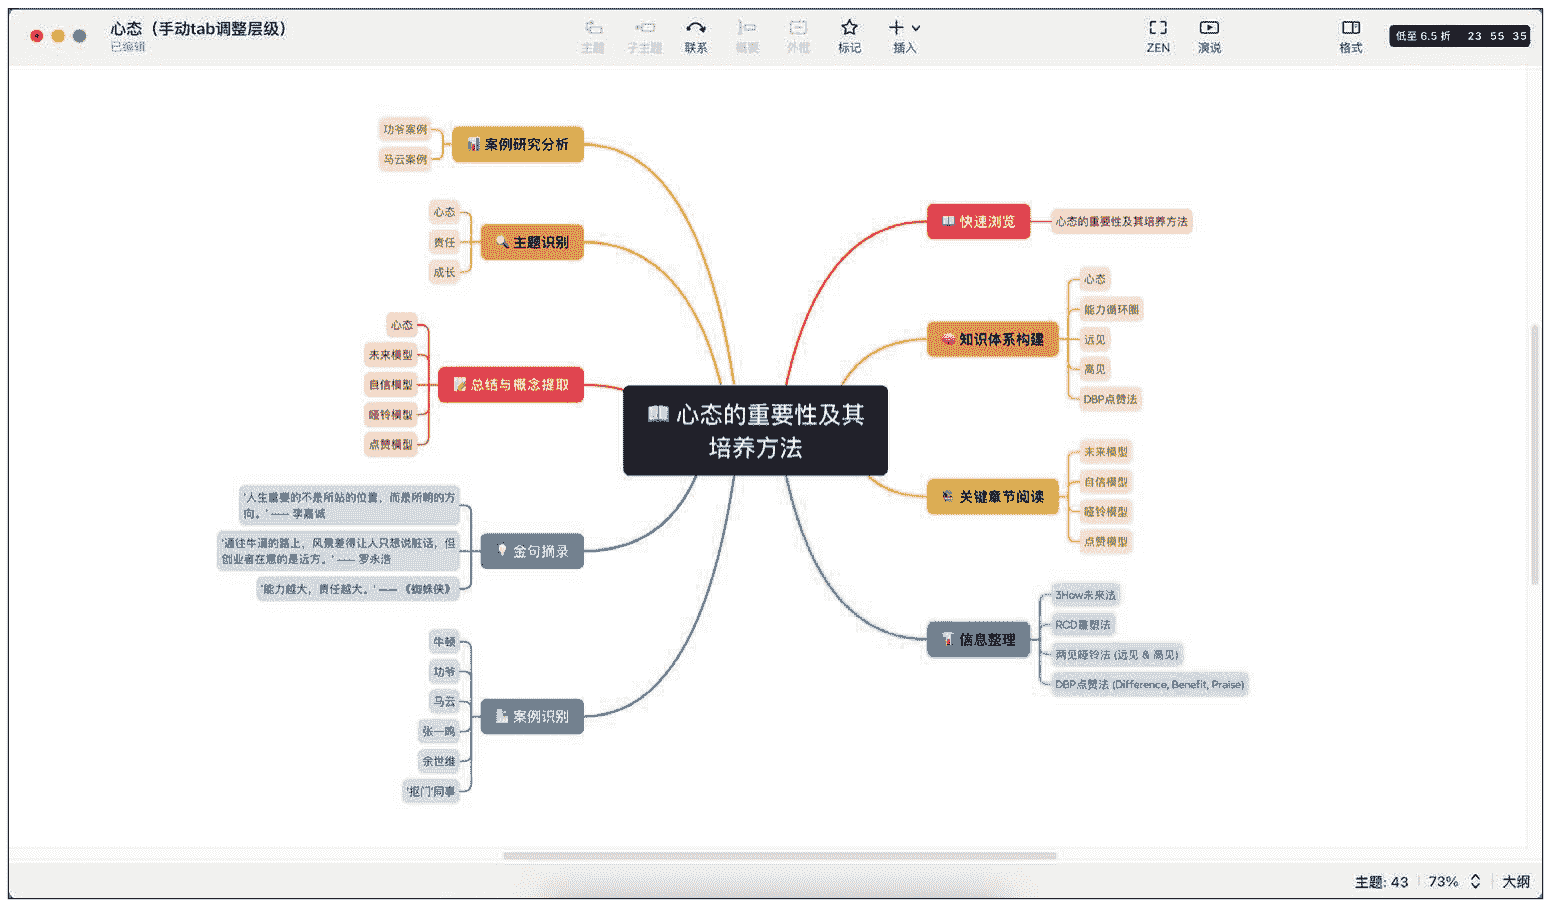 心态（手动tab调整层级）
已编辑
主题
子主题
联系
概要
外框
标记
插入
ZEN
演说
格式
低至 6.5 折 23 55 35
案例研究分析
功爷案例
马云案例
主题识别
心态
责任
成长
总结与概念提取
心态
未来模型
自信模型
哑铃模型
点赞模型
金句摘录
'人生重要的不是所站的位置，而是所朝的方
向。' —— 李嘉诚
'通往牛逼的路上，风景差得让人只想说脏话，但
创业者在意的是远方。' —— 罗永浩
'能力越大，责任越大。' —— 《蜘蛛侠》
案例识别
牛顿
功爷
马云
张一鸣
余世维
'抠门'同事
心态的重要性及其
培养方法
快速浏览
心态的重要性及其培养方法
知识体系构建
心态
能力循环圈
远见
高见
DBP点赞法
关键章节阅读
未来模型
自信模型
哑铃模型
点赞模型
信息整理
3How未来法
RCD重塑法
两见哑铃法 (远见 & 高见)
DBP点赞法 (Difference, Benefit, Praise)
主题: 43
73%
大纲